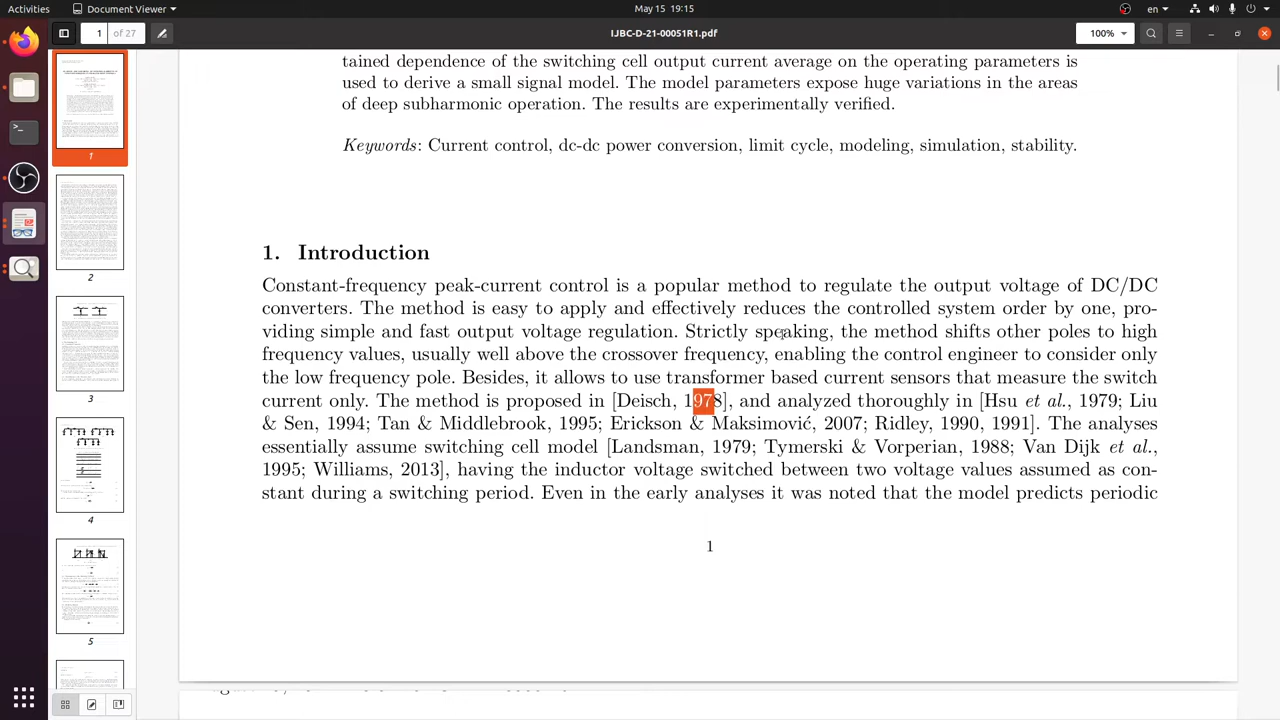 Activities
Document Viewer
May 15 19:15
en
1
of 27
IJBC-D-21-00051R1.pdf
100%
tained dependence of the switching cell output current average on the operating parameters is
used to derive a small signal model. The model parameters expose huge variations in the areas
of deep subharmonic operation. The results are experimentally verified.
Keywords: Current control, dc-dc power conversion, limit cycle, modeling, simulation, stability.
1. Introduction
Constant-frequency peak-current control is a popular method to regulate the output voltage of DC/DC
converters. The method is easy to apply and effectively reduces the controlled system order by one, pro-
viding simple and fast output voltage regulation. Strictly speaking, the method shifts other poles to high
frequency values, usually well above the crossover frequency, enabling the control engineer to consider only
the low frequency pole. Besides, it allows to use transformer based current sensors that measure the switch
current only. The method is proposed in [Deisch, 1978], and analyzed thoroughly in [Hsu et al., 1979; Liu
& Sen, 1994; Tan & Middlebrook, 1995; Erickson & Maksimović, 2007; Ridley, 1990, 1991]. The analyses
essentially assume switching cell model [Landsman, 1979; Tymerski & Vorperian, 1988; Van Dijk et al.,
1995; Williams, 2013], having the inductor voltage switched between two voltage values assumed as con-
stant during a switching period. Even in the early analyses it was noted that the model predicts periodic
1
1
2
3
4
5